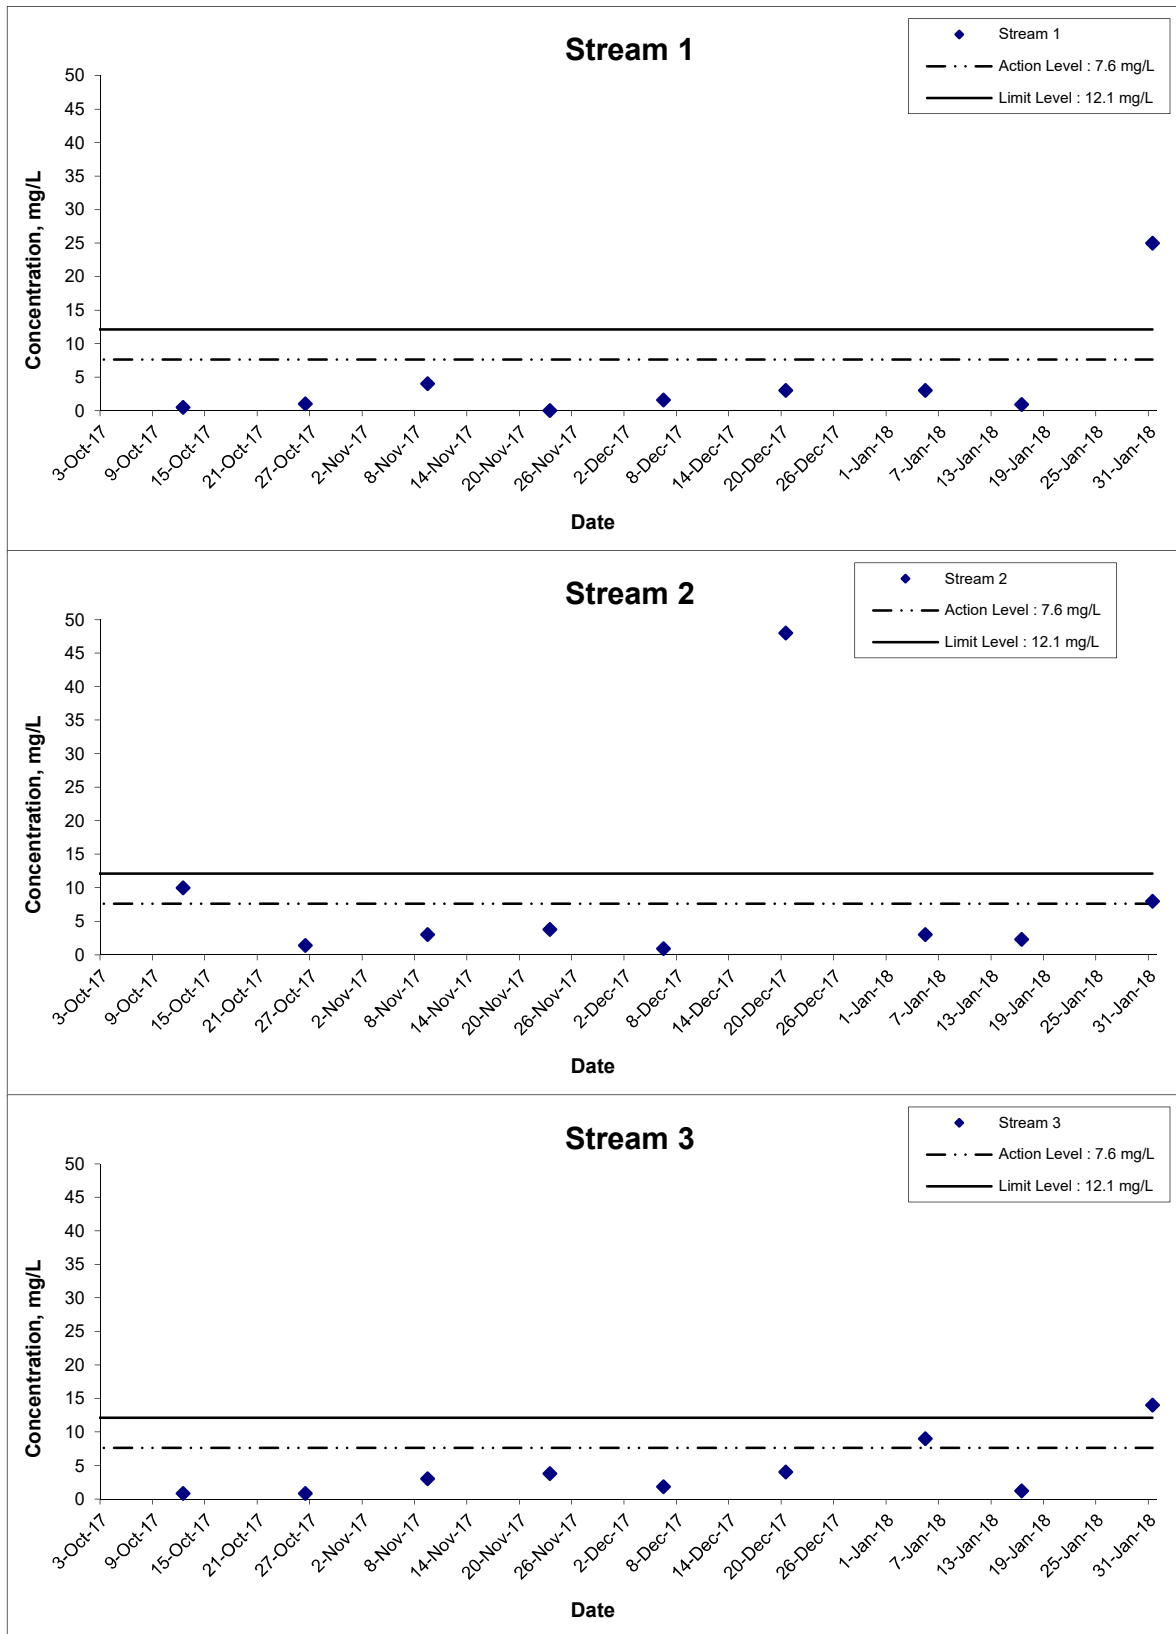 Stream 1
Stream 1
Action Level : 7.6 mg/L
Limit Level : 12.1 mg/L
Concentration, mg/L
50
45
40
35
30
25
20
15
10
5
0
3-Oct-17
9-Oct-17
15-Oct-17
21-Oct-17
27-Oct-17
2-Nov-17
8-Nov-17
14-Nov-17
20-Nov-17
26-Nov-17
2-Dec-17
8-Dec-17
14-Dec-17
20-Dec-17
26-Dec-17
1-Jan-18
7-Jan-18
13-Jan-18
19-Jan-18
25-Jan-18
31-Jan-18
Date
Stream 2
Stream 2
Action Level : 7.6 mg/L
Limit Level : 12.1 mg/L
Concentration, mg/L
50
45
40
35
30
25
20
15
10
5
0
3-Oct-17
9-Oct-17
15-Oct-17
21-Oct-17
27-Oct-17
2-Nov-17
8-Nov-17
14-Nov-17
20-Nov-17
26-Nov-17
2-Dec-17
8-Dec-17
14-Dec-17
20-Dec-17
26-Dec-17
1-Jan-18
7-Jan-18
13-Jan-18
19-Jan-18
25-Jan-18
31-Jan-18
Date
Stream 3
Stream 3
Action Level : 7.6 mg/L
Limit Level : 12.1 mg/L
Concentration, mg/L
50
45
40
35
30
25
20
15
10
5
0
3-Oct-17
9-Oct-17
15-Oct-17
21-Oct-17
27-Oct-17
2-Nov-17
8-Nov-17
14-Nov-17
20-Nov-17
26-Nov-17
2-Dec-17
8-Dec-17
14-Dec-17
20-Dec-17
26-Dec-17
1-Jan-18
7-Jan-18
13-Jan-18
19-Jan-18
25-Jan-18
31-Jan-18
Date